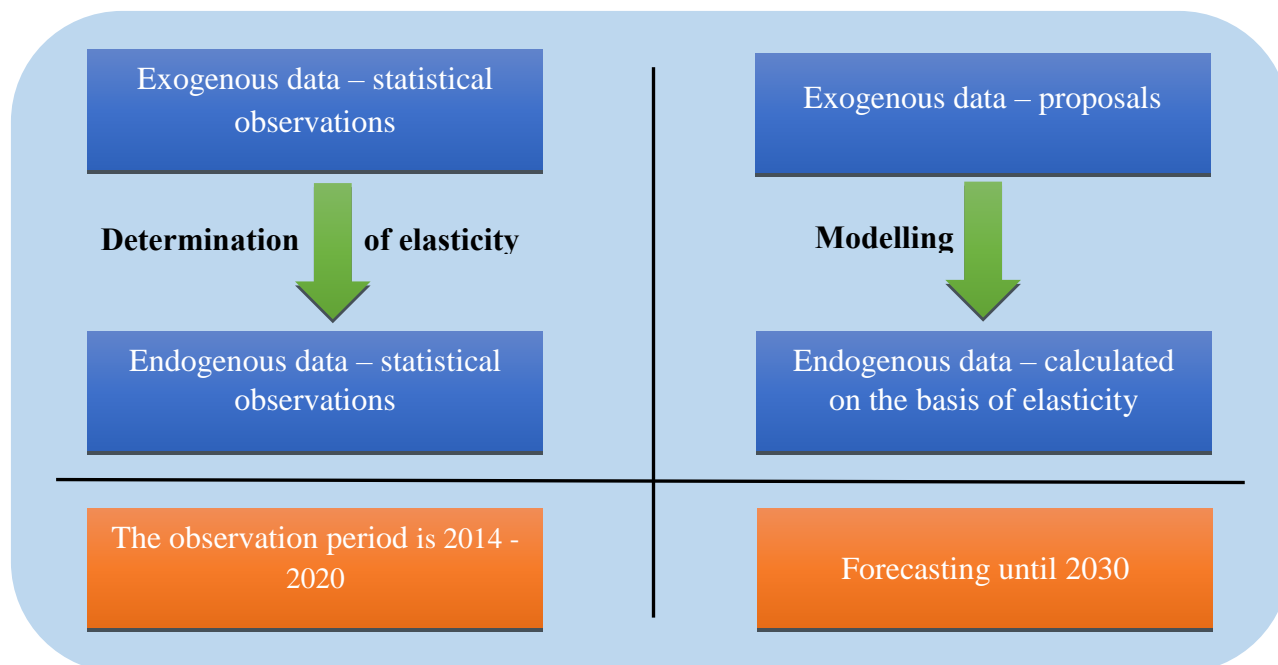 Exogenous data – statistical
observations
Determination of elasticity
Endogenous data – statistical
observations
The observation period is 2014 -
2020
Exogenous data – proposals
Modelling
Endogenous data – calculated
on the basis of elasticity
Forecasting until 2030